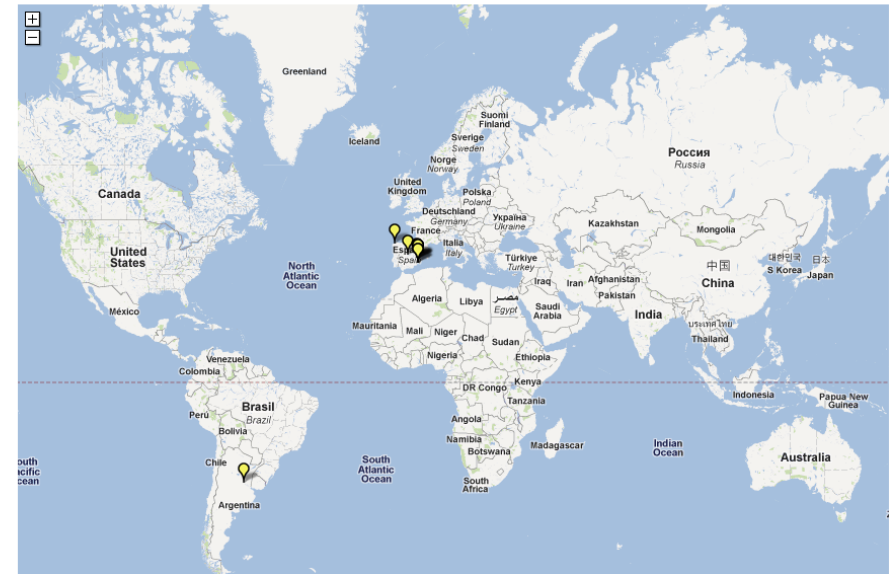 +
−
Greenland
Suomi
Finland
Iceland
Sverige
Sweden
Norge
Norway
Россия
Russia
Canada
United
Kingdom
Polska
Poland
Deutschland
Germany
Україна
Ukraine
France
Kazakhstan
Mongolia
Italia
Italy
Spain
United
States
North
Atlantic
Ocean
Türkiye
Turkey
中国
China
대한민국
S Korea
日本
Japan
Iraq
Iran
Afghanistan
Pakistan
México
Algeria
Libya
مصر
Egypt
Saudi
Arabia
India
Mauritania
Mali
Niger
Chad
Sudan
ประเทศไทย
Thailand
Nigeria
Ethiopia
Venezuela
Colombia
DR Congo
Kenya
Tanzania
Indonesia
Papua New
Guinea
Brasil
Brazil
Perú
Bolivia
Angola
Namibia
Botswana
Madagascar
Indian
Ocean
Australia
Chile
South
Atlantic
Ocean
South
Africa
outh
acific
cean
Argentina